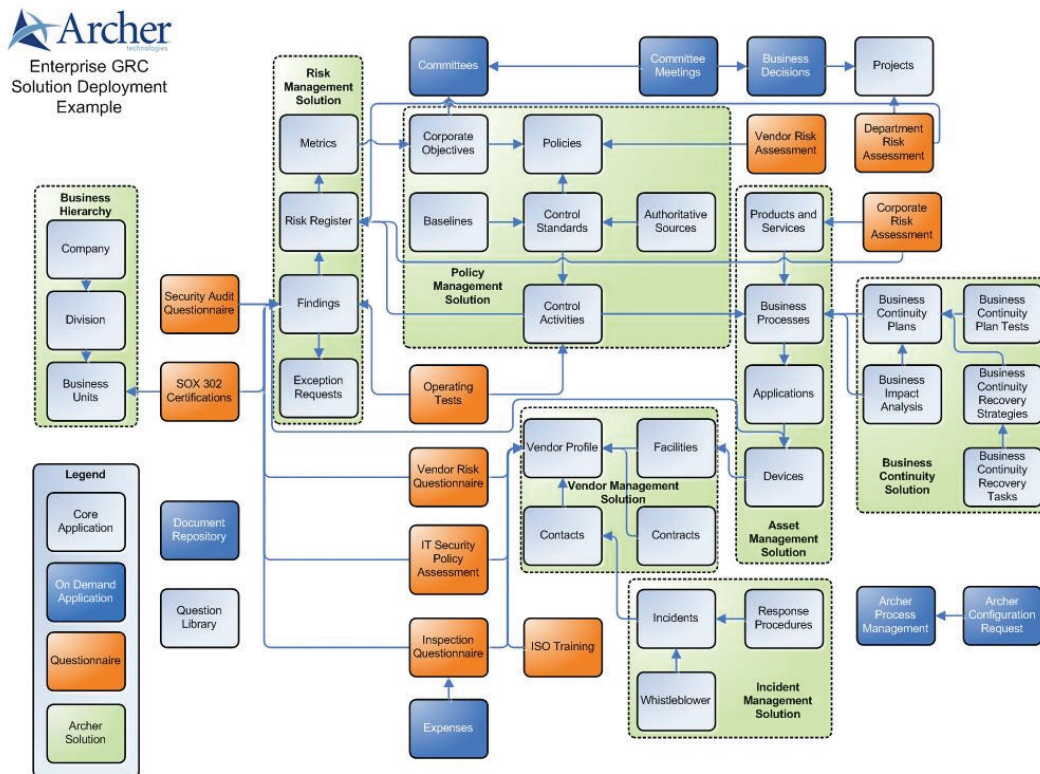 Archer
technologies
Enterprise GRC
Solution Deployment
Example
Risk
Management
Solution
Metrics
Risk Register
Findings
Exception
Requests
Business
Hierarchy
Company
Division
Business
Units
Security Audit
Questionnaire
SOX 302
Certifications
Committees
Committee
Meetings
Business
Decisions
Projects
Corporate
Objectives
Policies
Baselines
Control
Standards
Authoritative
Sources
Policy
Management
Solution
Control
Activities
Vendor Risk
Assessment
Department
Risk
Assessment
Corporate
Risk
Assessment
Products and
Services
Business
Processes
Applications
Devices
Asset
Management
Solution
Business
Continuity
Plans
Business
Continuity
Plan Tests
Business
Impact
Analysis
Business
Continuity
Recovery
Strategies
Business
Continuity
Recovery
Tasks
Business
Continuity
Solution
Operating
Tests
Vendor Risk
Questionnaire
IT Security
Policy
Assessment
Inspection
Questionnaire
ISO Training
Expenses
Vendor Profile
Facilities
Vendor Management
Solution
Contacts
Contracts
Incidents
Response
Procedures
Whistleblower
Incident
Management
Solution
Archer
Process
Management
Archer
Configuration
Request
Legend
Core
Application
On Demand
Application
Questionnaire
Archer
Solution
Document
Repository
Question
Library